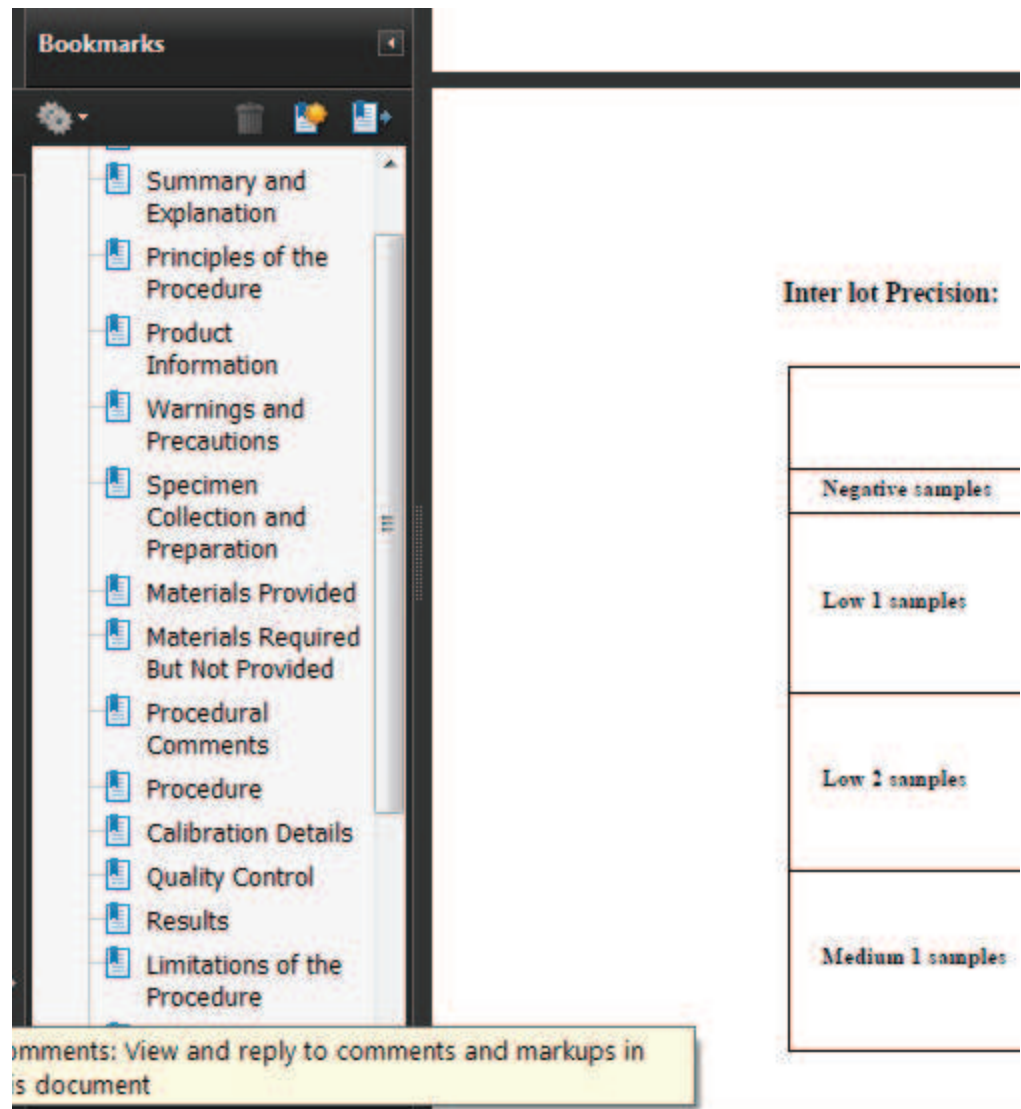 Bookmarks
Summary and
Explanation
Principles of the
Procedure
Product
Information
Warnings and
Precautions
Specimen
Collection and
Preparation
Materials Provided
Materials Required
But Not Provided
Procedural
Comments
Procedure
Calibration Details
Quality Control
Results
Limitations of the
Procedure
omments: View and reply to comments and markups in
is document
Inter lot Precision:
Negative samples
Low 1 samples
Low 2 samples
Medium 1 samples